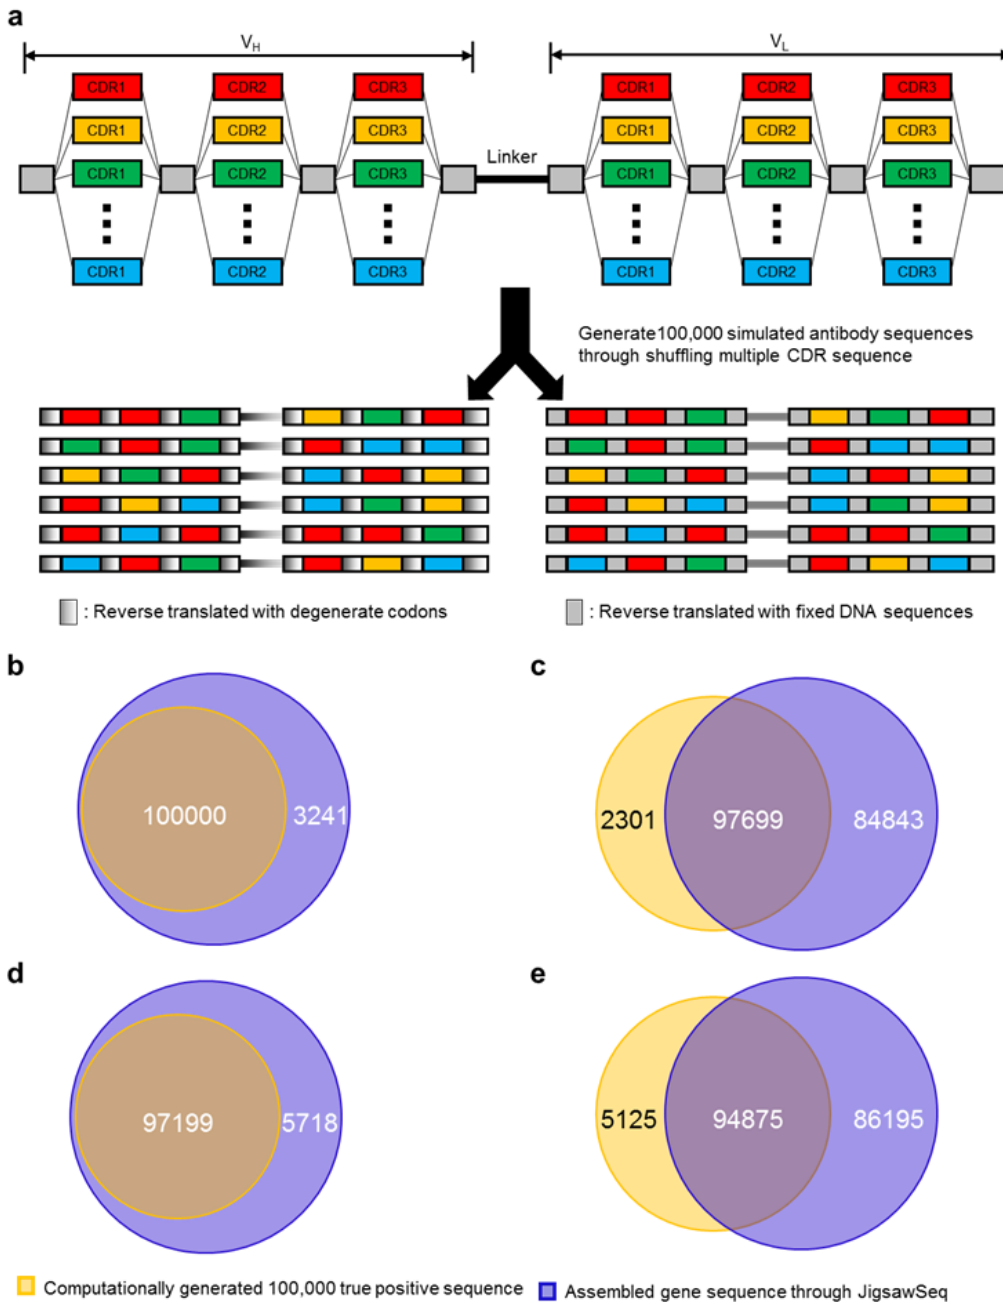 a
V_H V_L
CDR1 CDR2 CDR3 CDR1 CDR2 CDR3
CDR1 CDR2 CDR3 CDR1 CDR2 CDR3
Linker
CDR1 CDR2 CDR3 CDR1 CDR2 CDR3
CDR1 CDR2 CDR3 CDR1 CDR2 CDR3
Generate100,000 simulated antibody sequences
through shuffling multiple CDR sequence
: Reverse translated with degenerate codons
: Reverse translated with fixed DNA sequences
b
100000 3241
c
2301 97699 84843
d
97199 5718
e
5125 94875 86195
Computationally generated 100,000 true positive sequence
Assembled gene sequence through JigsawSeq